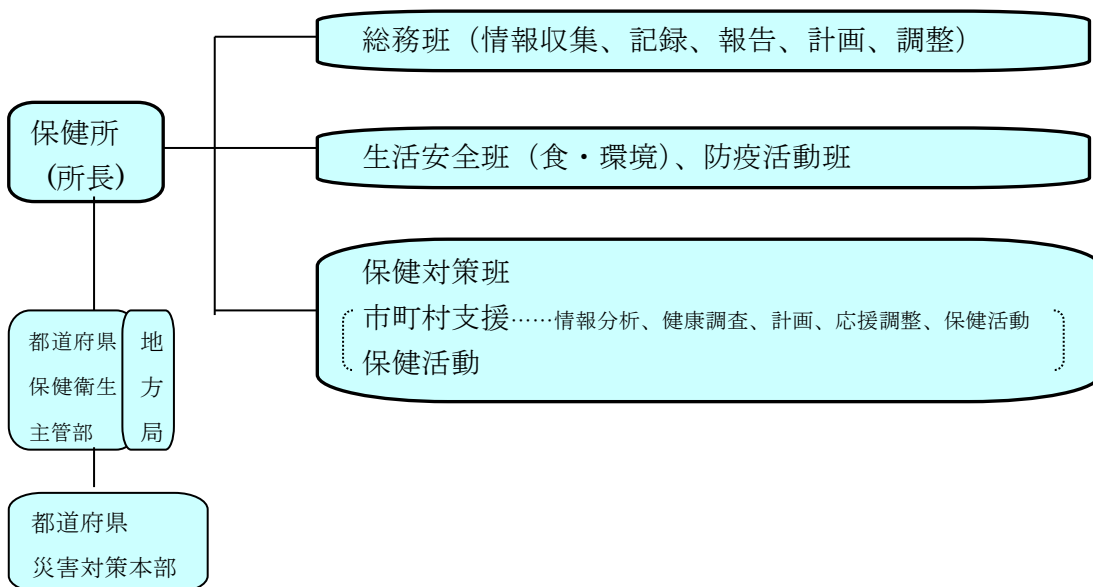 総務班（情報収集、記録、報告、計画、調整）
保健所
(所長)
生活安全班（食・環境）、防疫活動班
保健対策班
市町村支援……情報分析、健康調査、計画、応援調整、保健活動
保健活動
都道府県
保健衛生
主管部
地
方
局
都道府県
災害対策本部